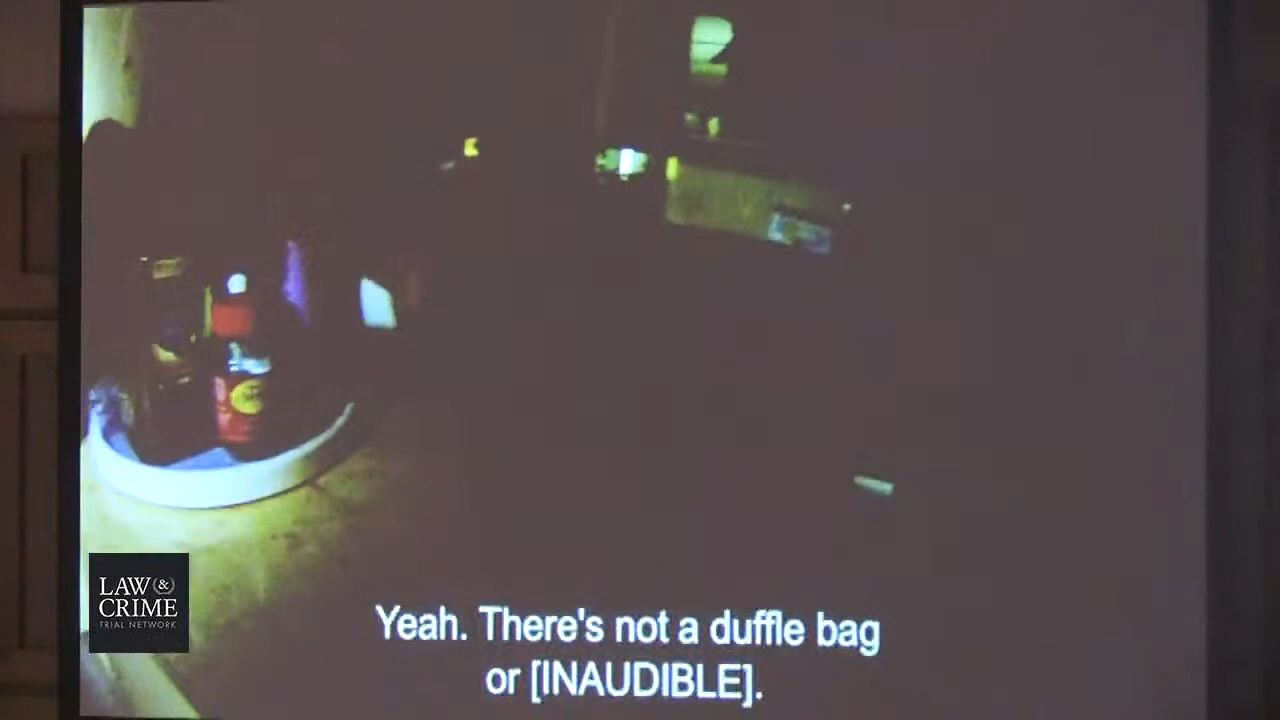 LAW &
CRIME
TRIAL NETWORK
Yeah. There's not a duffle bag
or [INAUDIBLE].